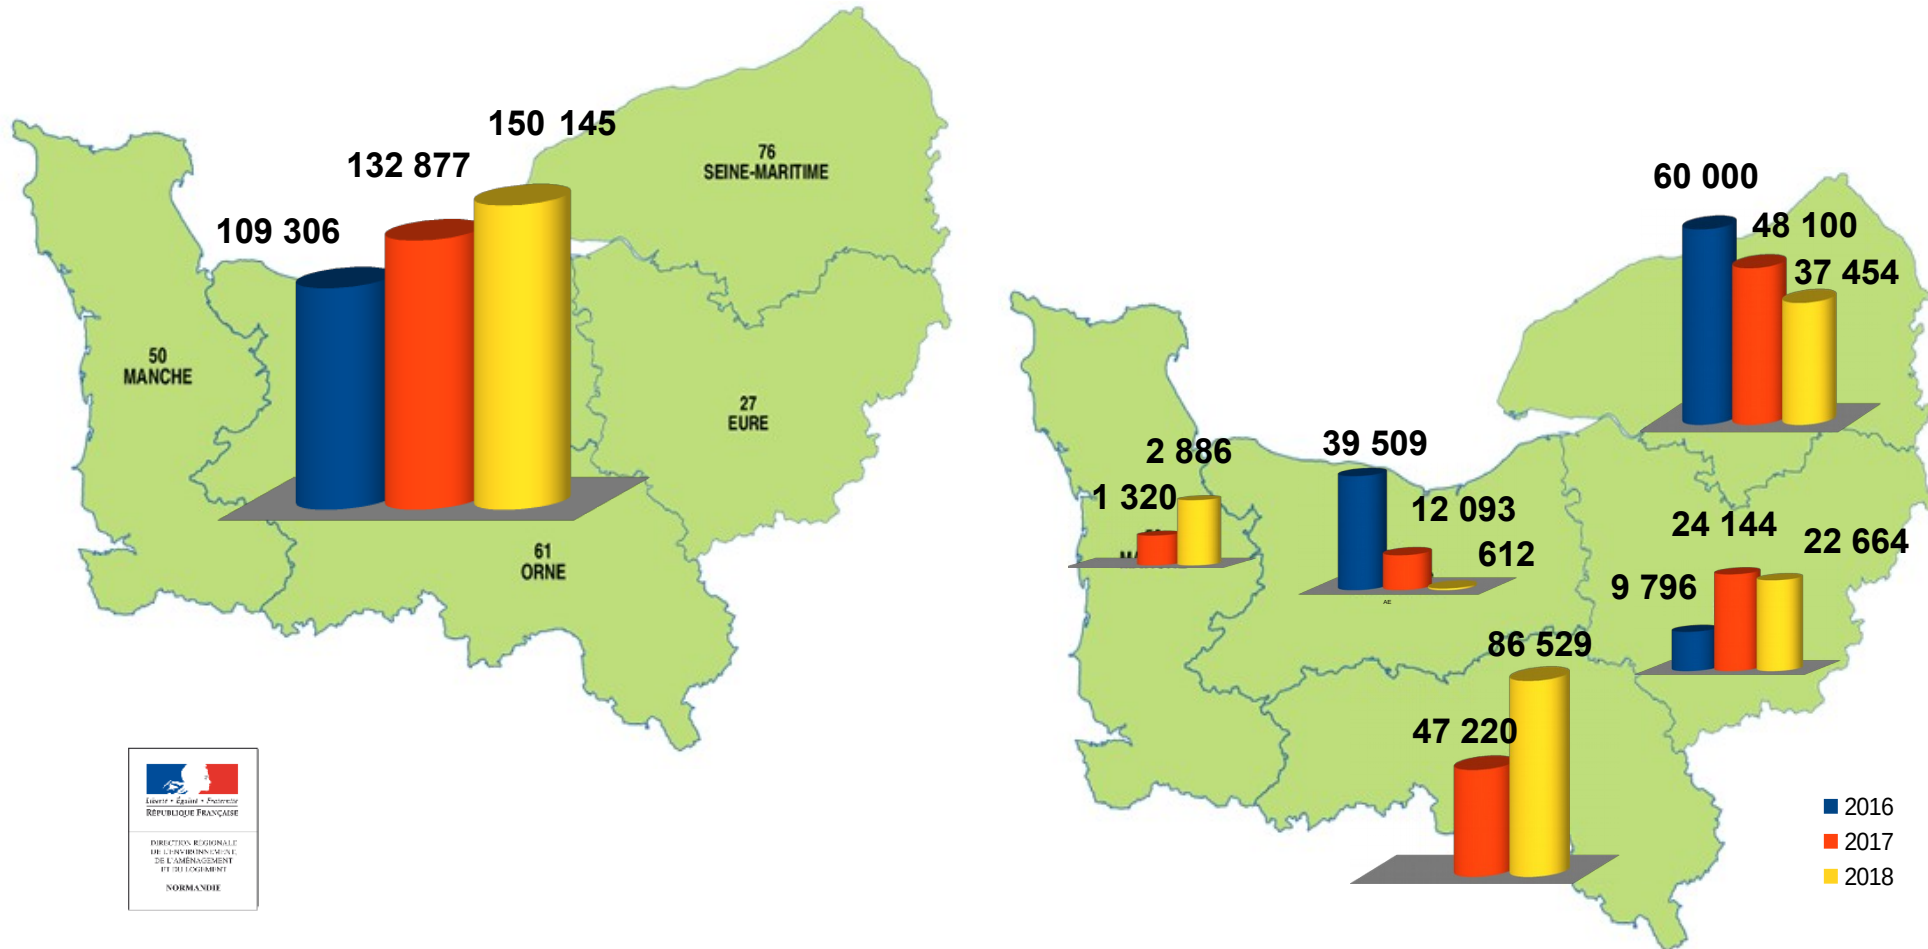 150 145
132 877
109 306
76
SEINE-MARITIME
50
MANCHE
27
EURE
61
ORNE
60 000
48 100
37 454
2 886
1 320
39 509
12 093
612
AE
24 144
22 664
9 796
86 529
47 220
2016
2017
2018
Liberté • Égalité • Fraternité
RÉPUBLIQUE FRANÇAISE
DIRECTION RÉGIONALE
DE L'ENVIRONNEMENT,
DE L'AMÉNAGEMENT
ET DU LOGEMENT
NORMANDIE